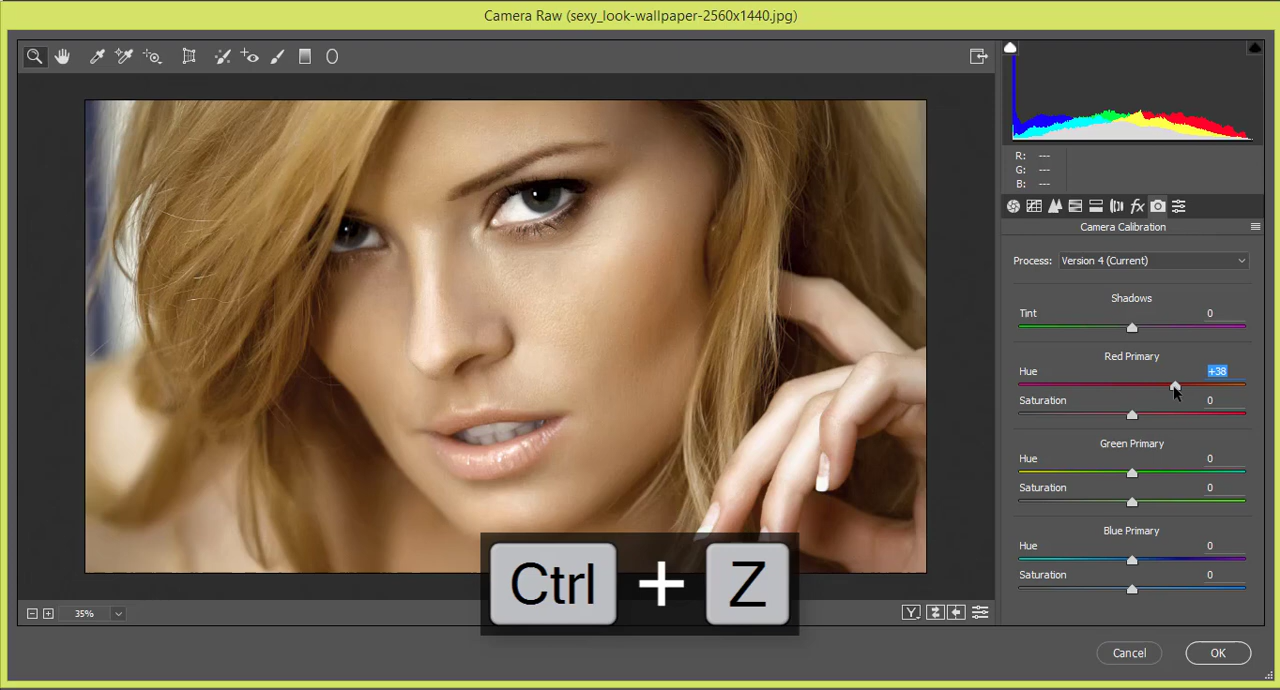 Camera Raw (sexy_look-wallpaper-2560x1440.jpg)
R: ---
G: ---
B: ---
fx
Camera Calibration
Process: Version 4 (Current)
Shadows
Tint 0
Red Primary
Hue +38
Saturation 0
Green Primary
Hue 0
Saturation 0
Blue Primary
Hue 0
Saturation 0
Ctrl + Z
35%
Y
Cancel OK